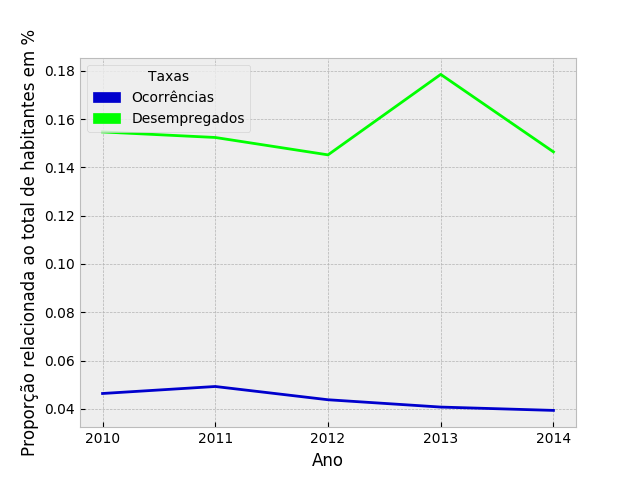 Proporção relacionada ao total de habitantes em %
0.18
0.16
0.14
0.12
0.10
0.08
0.06
0.04
Taxas
Ocorrências
Desempregados
2010 2011 2012 2013 2014
Ano